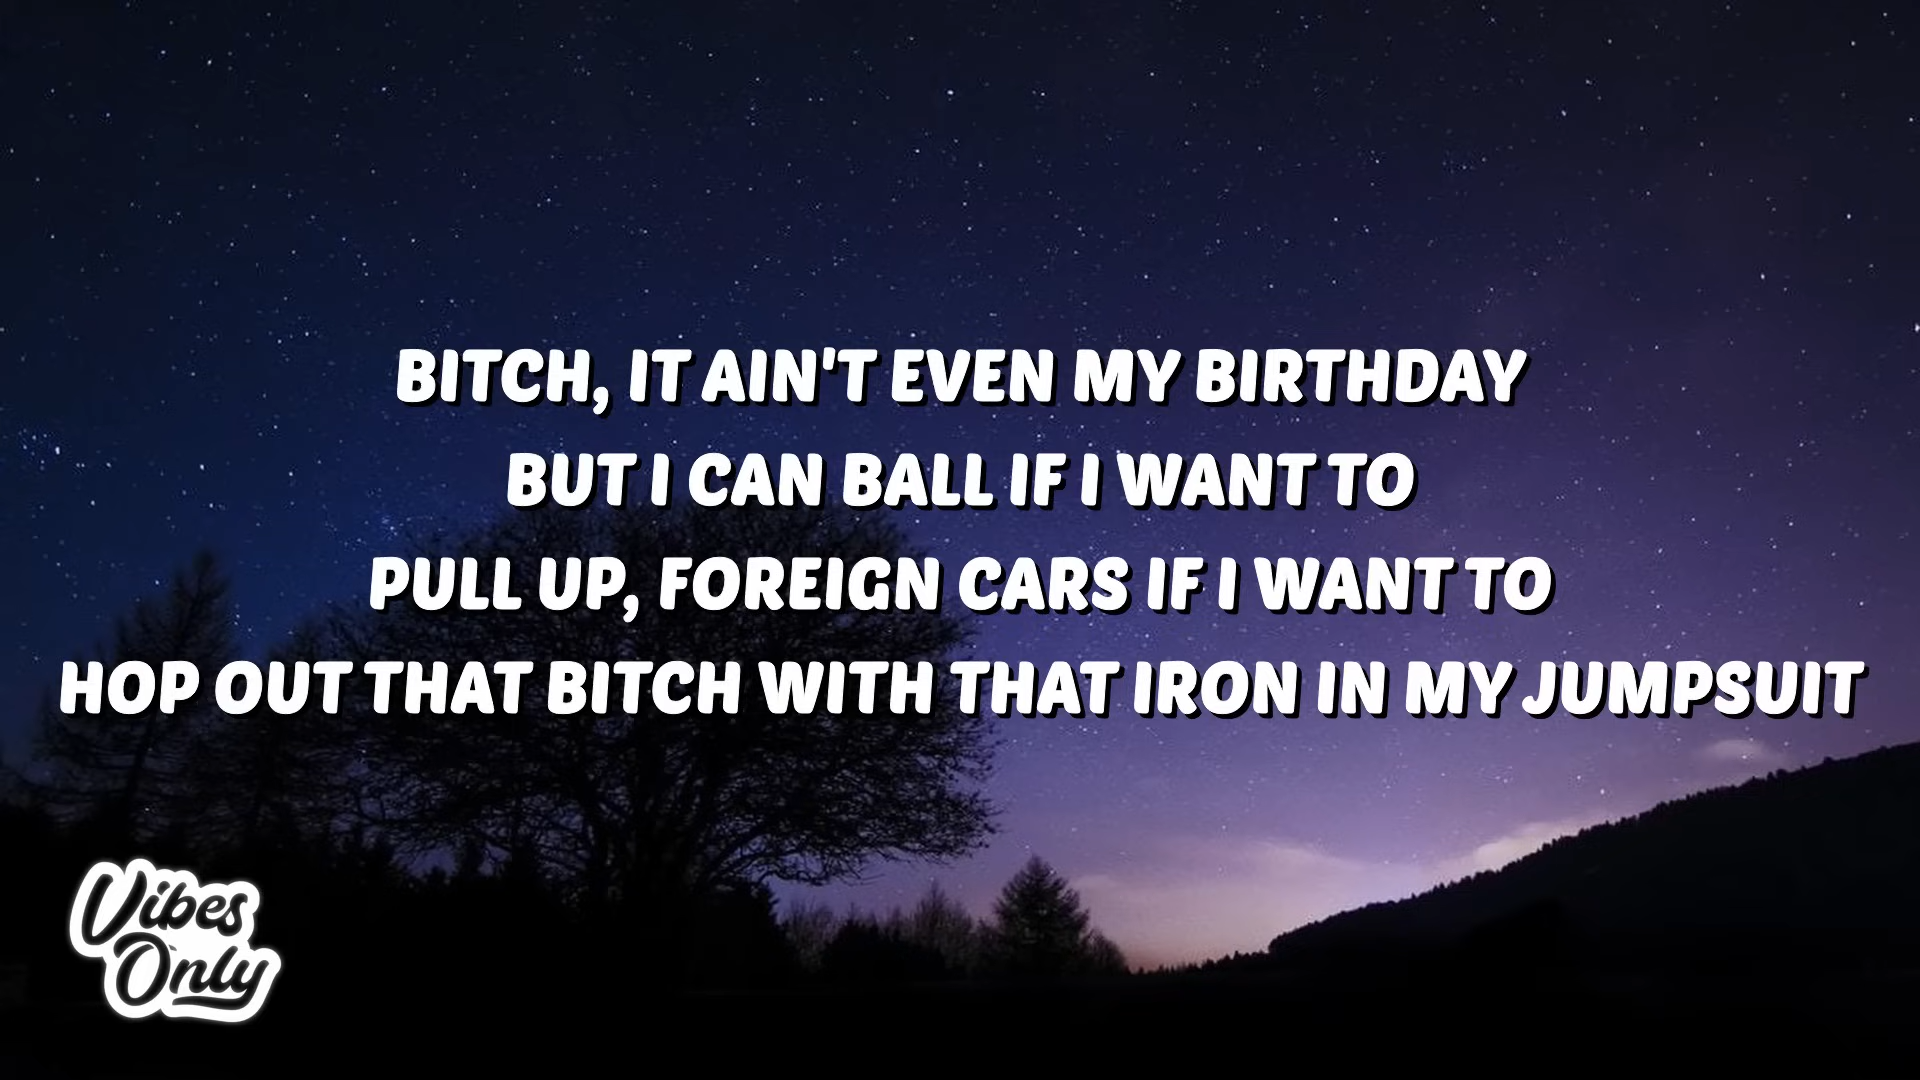 BITCH, IT AIN'T EVEN MY BIRTHDAY
BUT I CAN BALL IF I WANT TO
PULL UP, FOREIGN CARS IF I WANT TO
HOP OUT THAT BITCH WITH THAT IRON IN MY JUMPSUIT
Vibes
Only